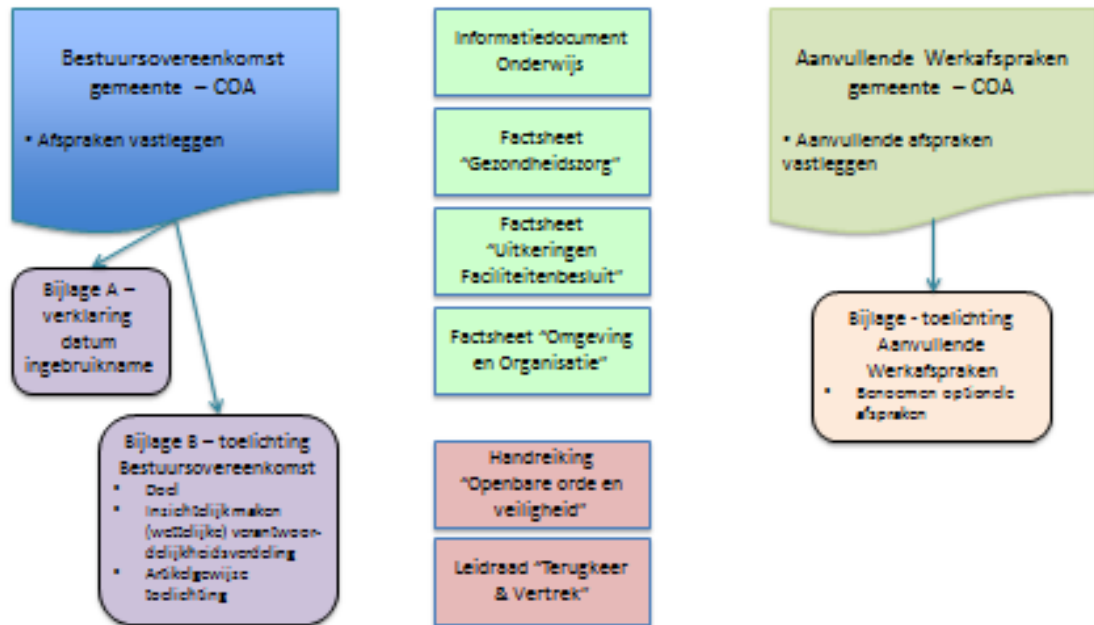 Bestuursovereenkomst
gemeente – COA
• Afspraken vastleggen
Bijlage A –
verklaring
datum
ingebruikname
Bijlage B – toelichting
Bestuursovereenkomst
• Doel
• Inzichtelijk maken
(wettelijke) verantwoor-
delijkheidsverdeling
• Artikelgewijze
toelichting
Informatiedocument
Onderwijs
Factsheet
"Gezondheidszorg"
Factsheet
"Uitkeringen
Faciliteitenbesluit"
Factsheet "Omgeving
en Organisatie"
Handreiking
"Openbare orde en
veiligheid"
Leidraad "Terugkeer
& Vertrek"
Aanvullende Werkafspraken
gemeente – COA
• Aanvullende afspraken
vastleggen
Bijlage - toelichting
Aanvullende
Werkafspraken
• Benoemen optionele
afspraken